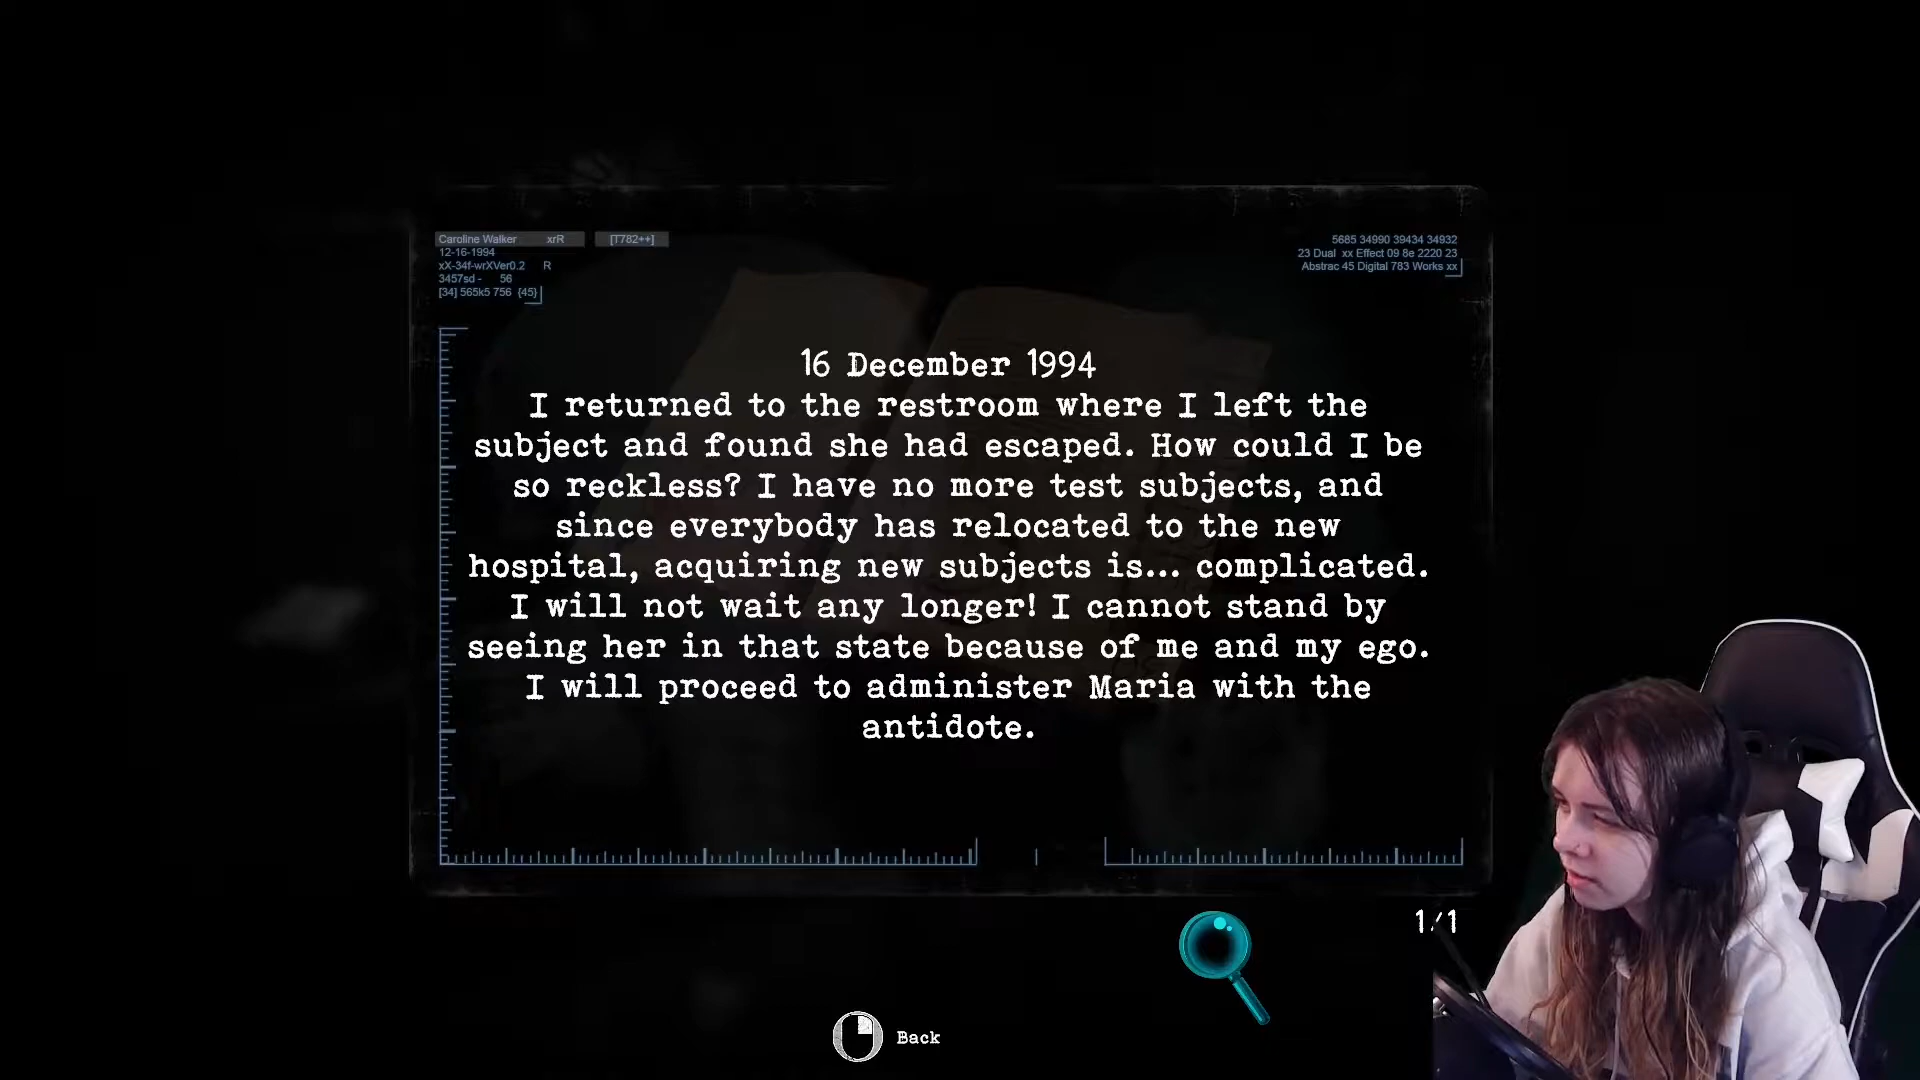 Caroline Walker xrR [T782++]
12-16-1994
xX-34f-wrXVer0.2 R
3457sd - 56
[34] 565k5 756 {45}
5685 34990 39434 34932
23 Dual xx Effect 09 8e 2220 23
Abstrac 45 Digital 783 Works xx
16 December 1994
I returned to the restroom where I left the
subject and found she had escaped. How could I be
so reckless? I have no more test subjects, and
since everybody has relocated to the new
hospital, acquiring new subjects is... complicated.
I will not wait any longer! I cannot stand by
seeing her in that state because of me and my ego.
I will proceed to administer Maria with the
antidote.
1/1
Back